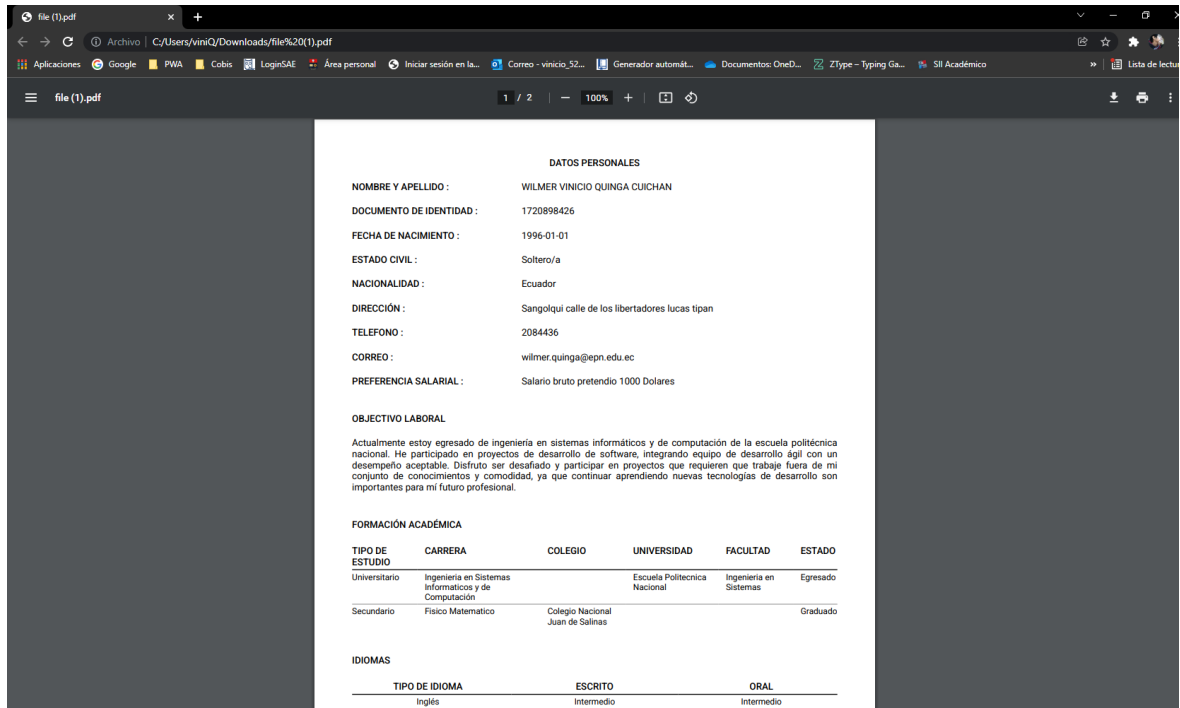 file (1).pdf
Archivo | C:/Users/viniQ/Downloads/file%20(1).pdf
Aplicaciones Google PWA Cobis LoginSAE Área personal Iniciar sesión en la... Correo - vinicio_52... Generador automát... Documentos: OneD... ZType – Typing Ga... SII Académico » Lista de lectur
file (1).pdf 1 / 2 100%
DATOS PERSONALES
NOMBRE Y APELLIDO : WILMER VINICIO QUINGA CUICHAN
DOCUMENTO DE IDENTIDAD : 1720898426
FECHA DE NACIMIENTO : 1996-01-01
ESTADO CIVIL : Soltero/a
NACIONALIDAD : Ecuador
DIRECCIÓN : Sangolqui calle de los libertadores lucas tipan
TELEFONO : 2084436
CORREO : wilmer.quinga@epn.edu.ec
PREFERENCIA SALARIAL : Salario bruto pretendio 1000 Dolares
OBJECTIVO LABORAL
Actualmente estoy egresado de ingeniería en sistemas informáticos y de computación de la escuela politécnica
nacional. He participado en proyectos de desarrollo de software, integrando equipo de desarrollo ágil con un
desempeño aceptable. Disfruto ser desafiado y participar en proyectos que requieren que trabaje fuera de mi
conjunto de conocimientos y comodidad, ya que continuar aprendiendo nuevas tecnologías de desarrollo son
importantes para mí futuro profesional.
FORMACIÓN ACADÉMICA
TIPO DE CARRERA COLEGIO UNIVERSIDAD FACULTAD ESTADO
ESTUDIO
Universitario Ingenieria en Sistemas Escuela Politecnica Ingenieria en Egresado
Informaticos y de Nacional Sistemas
Computación
Secundario Fisico Matematico Colegio Nacional Graduado
Juan de Salinas
IDIOMAS
TIPO DE IDIOMA ESCRITO ORAL
Inglés Intermedio Intermedio